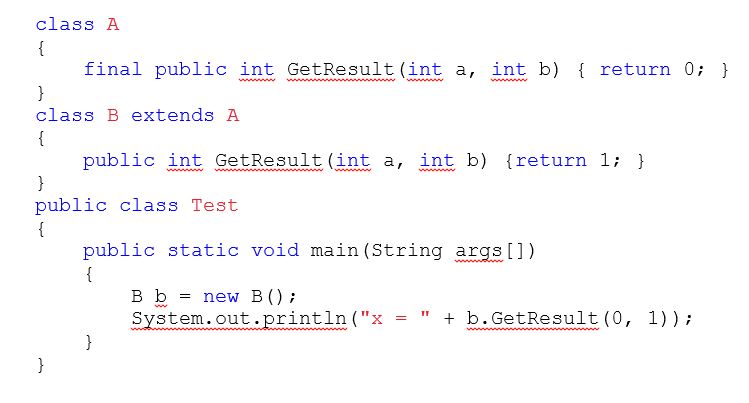 class A
{
final public int GetResult(int a, int b) { return 0; }
}
class B extends A
{
public int GetResult(int a, int b) {return 1; }
}
public class Test
{
public static void main(String args[])
{
B b = new B();
System.out.println("x = " + b.GetResult(0, 1));
}
}